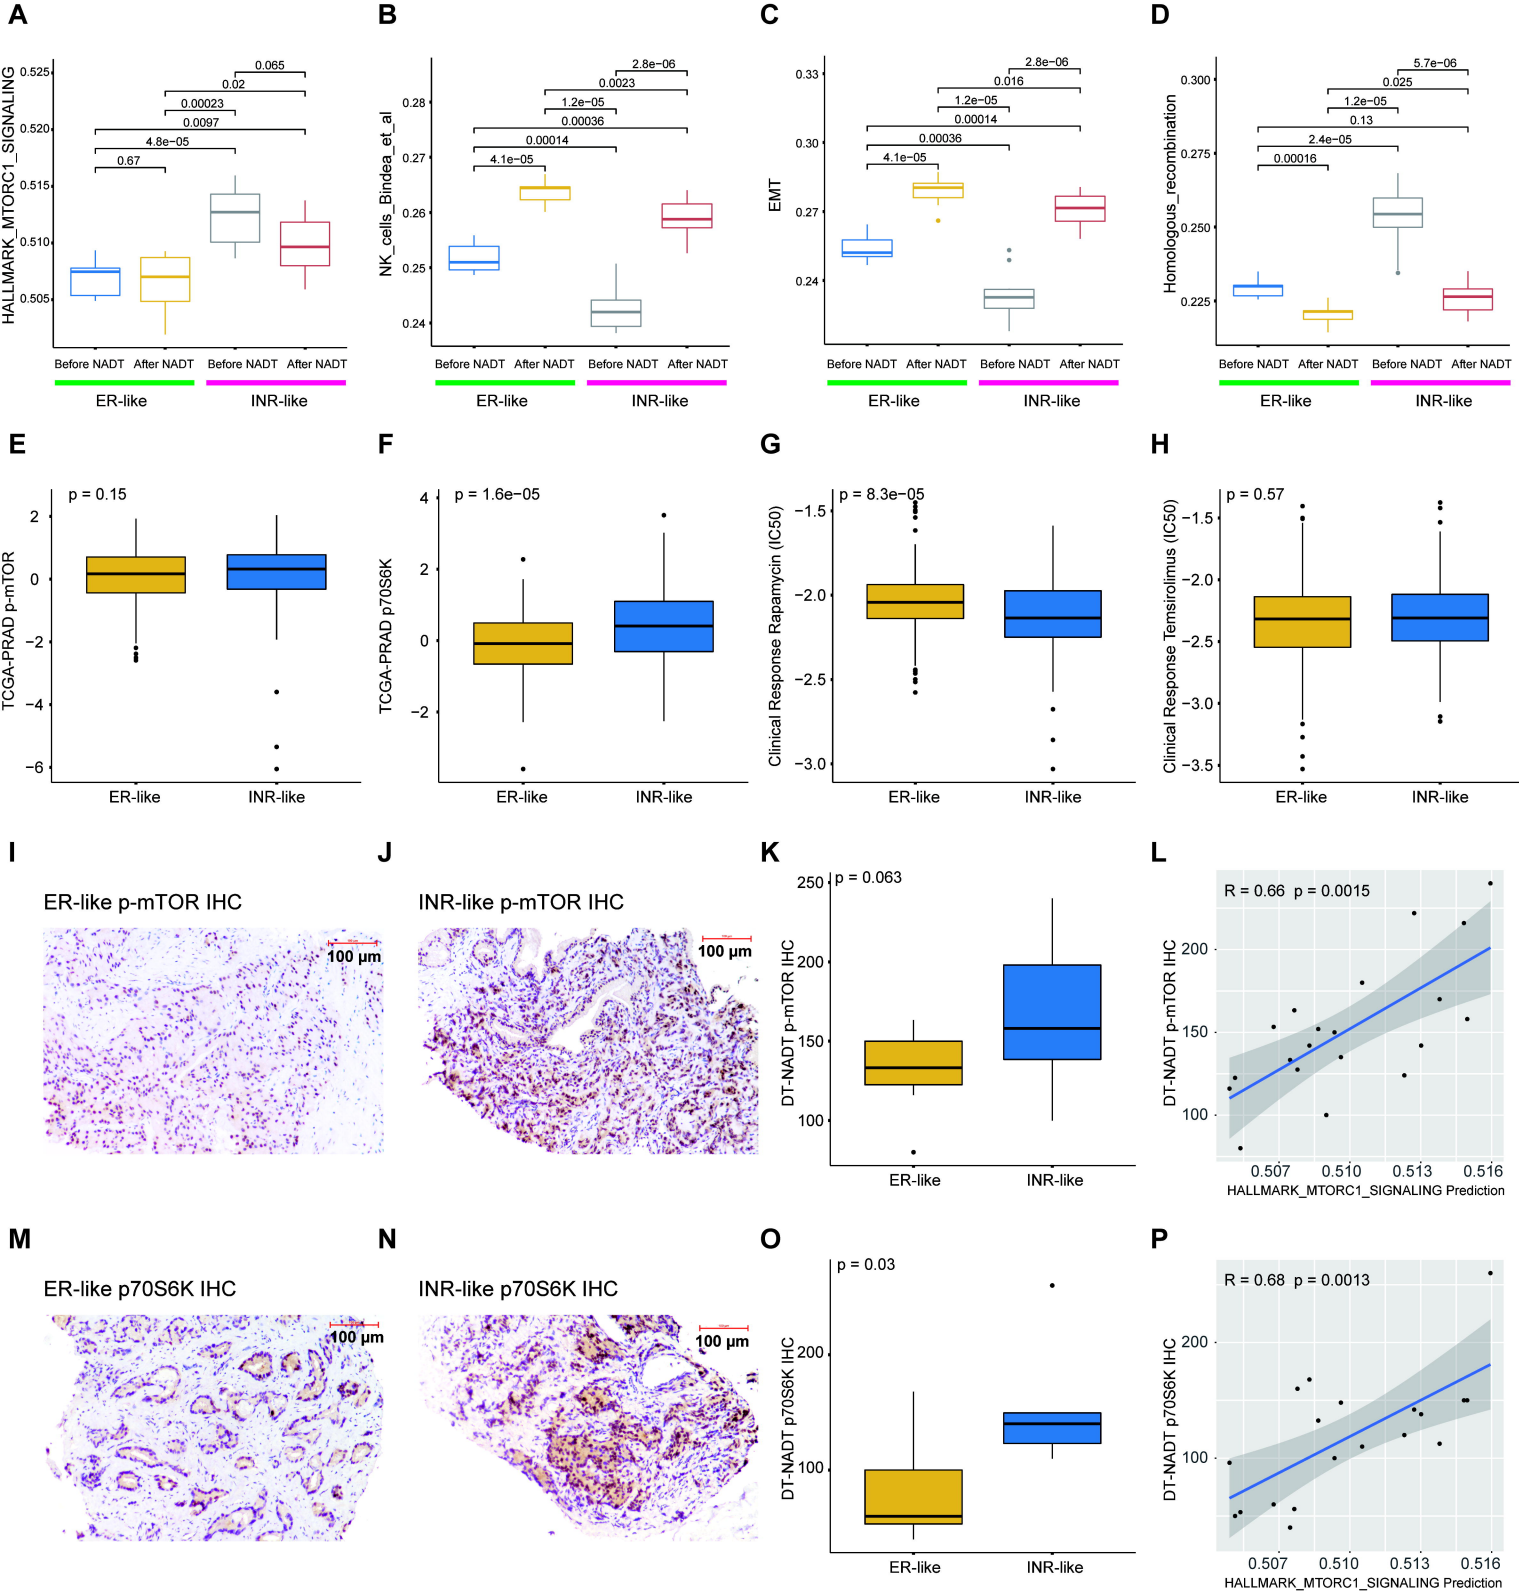 A
HALLMARK_MTORC1_SIGNALING
0.525
0.520
0.515
0.510
0.505
0.065
0.02
0.00023
0.0097
4.8e−05
0.67
Before NADT After NADT Before NADT After NADT
ER-like INR-like
B
NK_cells_Bindea_et_al
0.28
0.27
0.26
0.25
0.24
2.8e−06
0.0023
1.2e−05
0.00036
0.00014
4.1e−05
Before NADT After NADT Before NADT After NADT
ER-like INR-like
C
EMT
0.33
0.30
0.27
0.24
2.8e−06
0.016
1.2e−05
0.00014
0.00036
4.1e−05
Before NADT After NADT Before NADT After NADT
ER-like INR-like
D
Homologous_recombination
0.300
0.275
0.250
0.225
5.7e−06
0.025
1.2e−05
0.13
2.4e−05
0.00016
Before NADT After NADT Before NADT After NADT
ER-like INR-like
E
TCGA-PRAD p-mTOR
p = 0.15
2
0
−2
−4
−6
ER-like INR-like
F
TCGA-PRAD p70S6K
p = 1.6e−05
4
2
0
−2
ER-like INR-like
G
Clinical Response Rapamycin (IC50)
p = 8.3e−05
−1.5
−2.0
−2.5
−3.0
ER-like INR-like
H
Clinical Response Temsirolimus (IC50)
p = 0.57
−1.5
−2.0
−2.5
−3.0
−3.5
ER-like INR-like
I
ER-like p-mTOR IHC
100 µm
J
INR-like p-mTOR IHC
100 µm
K
DT-NADT p-mTOR IHC
p = 0.063
250
200
150
100
ER-like INR-like
L
DT-NADT p-mTOR IHC
R = 0.66 p = 0.0015
200
150
100
0.507 0.510 0.513 0.516
HALLMARK_MTORC1_SIGNALING Prediction
M
ER-like p70S6K IHC
100 µm
N
INR-like p70S6K IHC
100 µm
O
DT-NADT p70S6K IHC
p = 0.03
200
100
ER-like INR-like
P
DT-NADT p70S6K IHC
R = 0.68 p = 0.0013
200
100
0.507 0.510 0.513 0.516
HALLMARK_MTORC1_SIGNALING Prediction